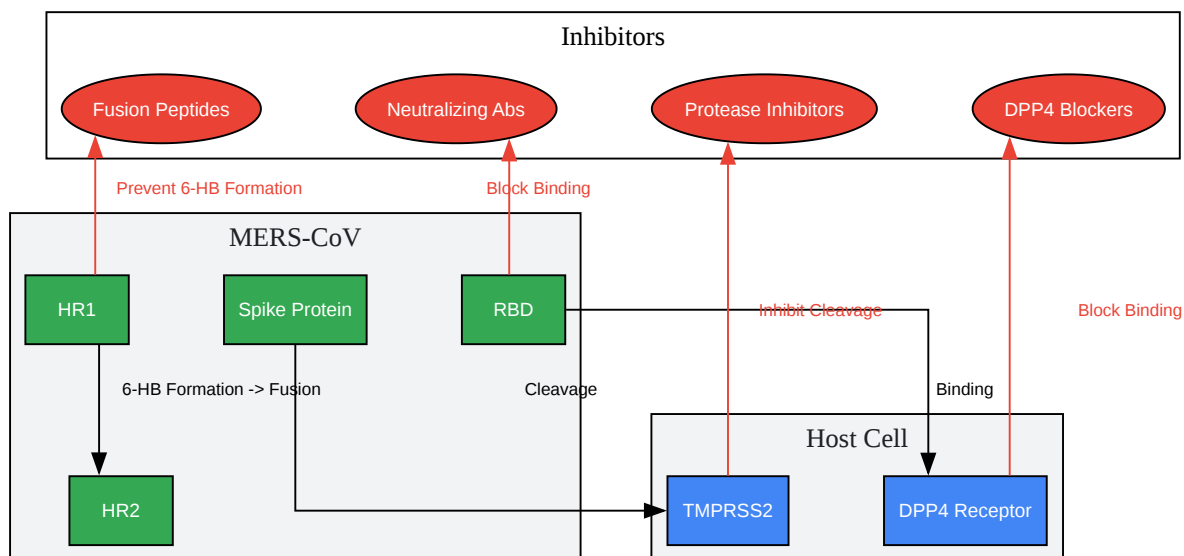 Inhibitors
Fusion Peptides
Neutralizing Abs
Protease Inhibitors
DPP4 Blockers
Prevent 6-HB Formation
Block Binding
MERS-CoV
HR1
Spike Protein
RBD
Inhibit Cleavage
Block Binding
6-HB Formation -> Fusion
Cleavage
Binding
Host Cell
HR2
TMPRSS2
DPP4 Receptor